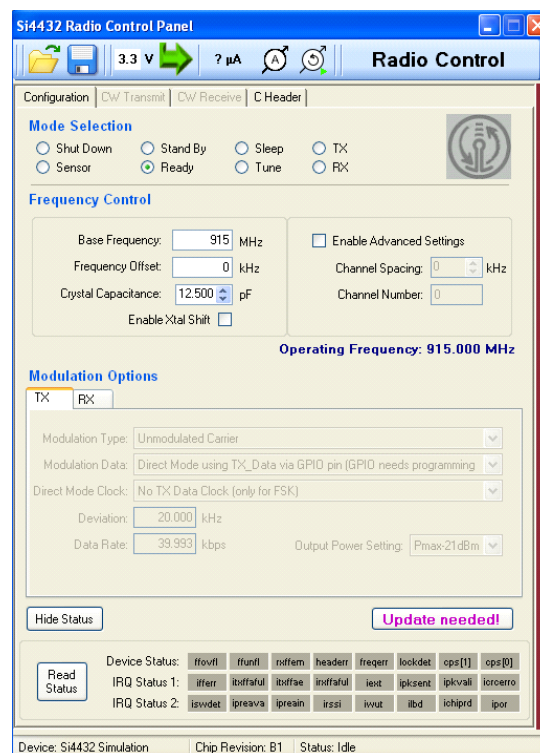 Si4432 Radio Control Panel
3.3 V ? µA A Radio Control
Configuration CW Transmit CW Receive C Header
Mode Selection
Shut Down Stand By Sleep TX
Sensor Ready Tune RX
Frequency Control
Base Frequency: 915 MHz
Frequency Offset: 0 kHz
Crystal Capacitance: 12.500 pF
Enable Xtal Shift
Enable Advanced Settings
Channel Spacing: 0 kHz
Channel Number: 0
Operating Frequency: 915.000 MHz
Modulation Options
TX RX
Modulation Type: Unmodulated Carrier
Modulation Data: Direct Mode using TX_Data via GPIO pin (GPIO needs programming
Direct Mode Clock: No TX Data Clock (only for FSK)
Deviation: 20.000 kHz
Data Rate: 39.993 kbps Output Power Setting: Pmax-21dBm
Hide Status Update needed!
Read Status
Device Status: ffovfl ffunfl rxffem headerr freqerr lockdet cps[1] cps[0]
IRQ Status 1: ifferr itxffaful itxffae irxffaful iext ipksent ipkvali icrcerro
IRQ Status 2: iswdet ipreava ipreain irssi iwut ilbd ichiprd ipor
Device: Si4432 Simulation Chip Revision: B1 Status: Idle